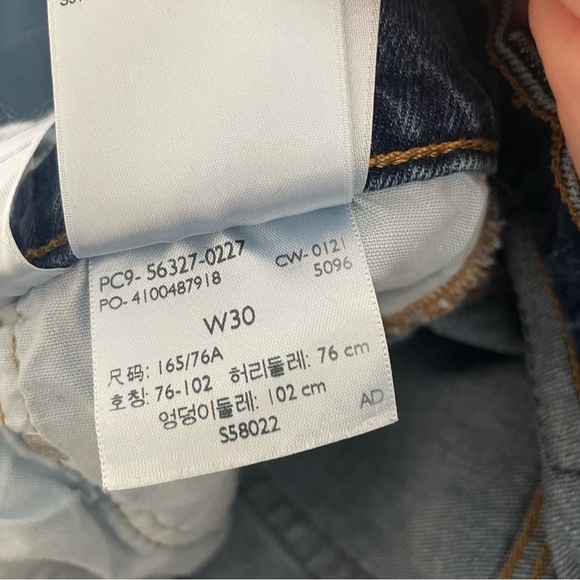 PC9- 56327-0227
CW- 0121
PO- 4100487918
5096
W30
尺码: 165/76A
호칭: 76-102 허리둘레: 76 cm
엉덩이둘레: 102 cm
AD
S58022